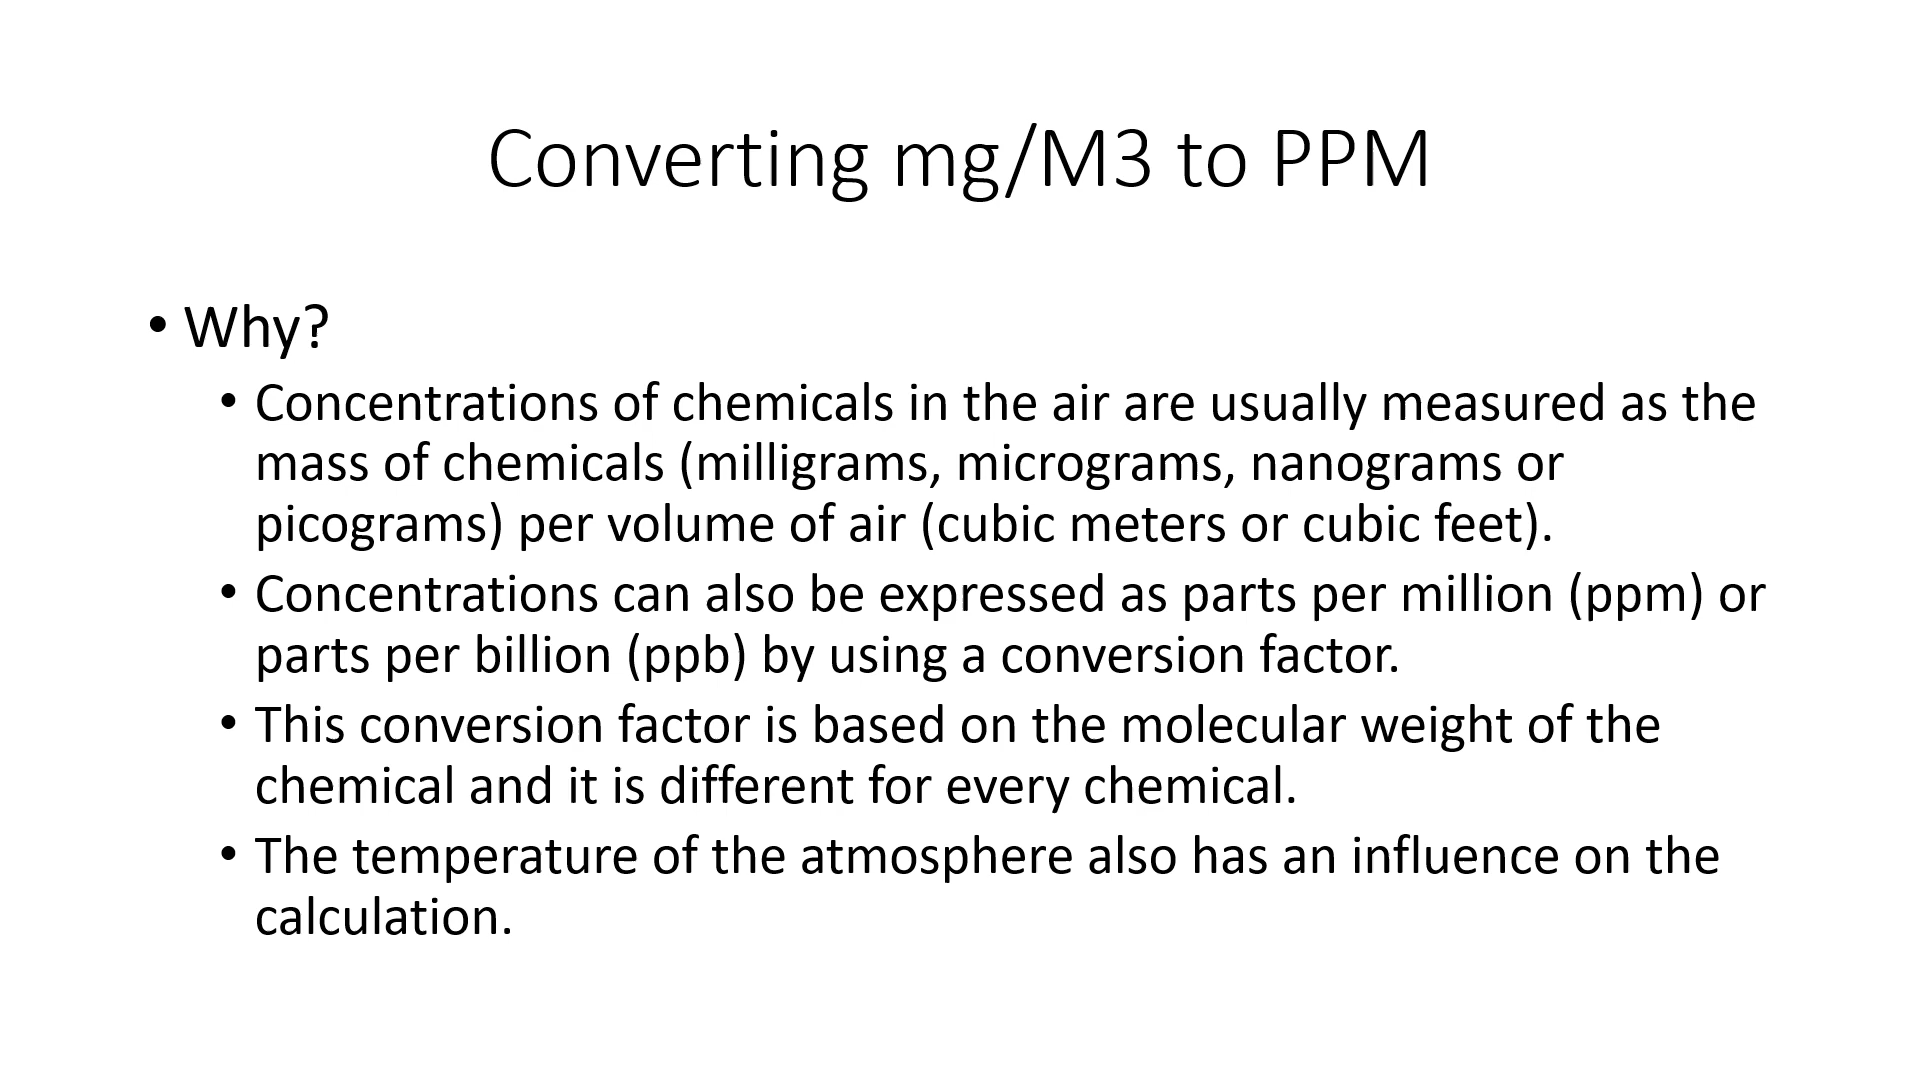 Converting mg/M3 to PPM
• Why?
• Concentrations of chemicals in the air are usually measured as the
mass of chemicals (milligrams, micrograms, nanograms or
picograms) per volume of air (cubic meters or cubic feet).
• Concentrations can also be expressed as parts per million (ppm) or
parts per billion (ppb) by using a conversion factor.
• This conversion factor is based on the molecular weight of the
chemical and it is different for every chemical.
• The temperature of the atmosphere also has an influence on the
calculation.